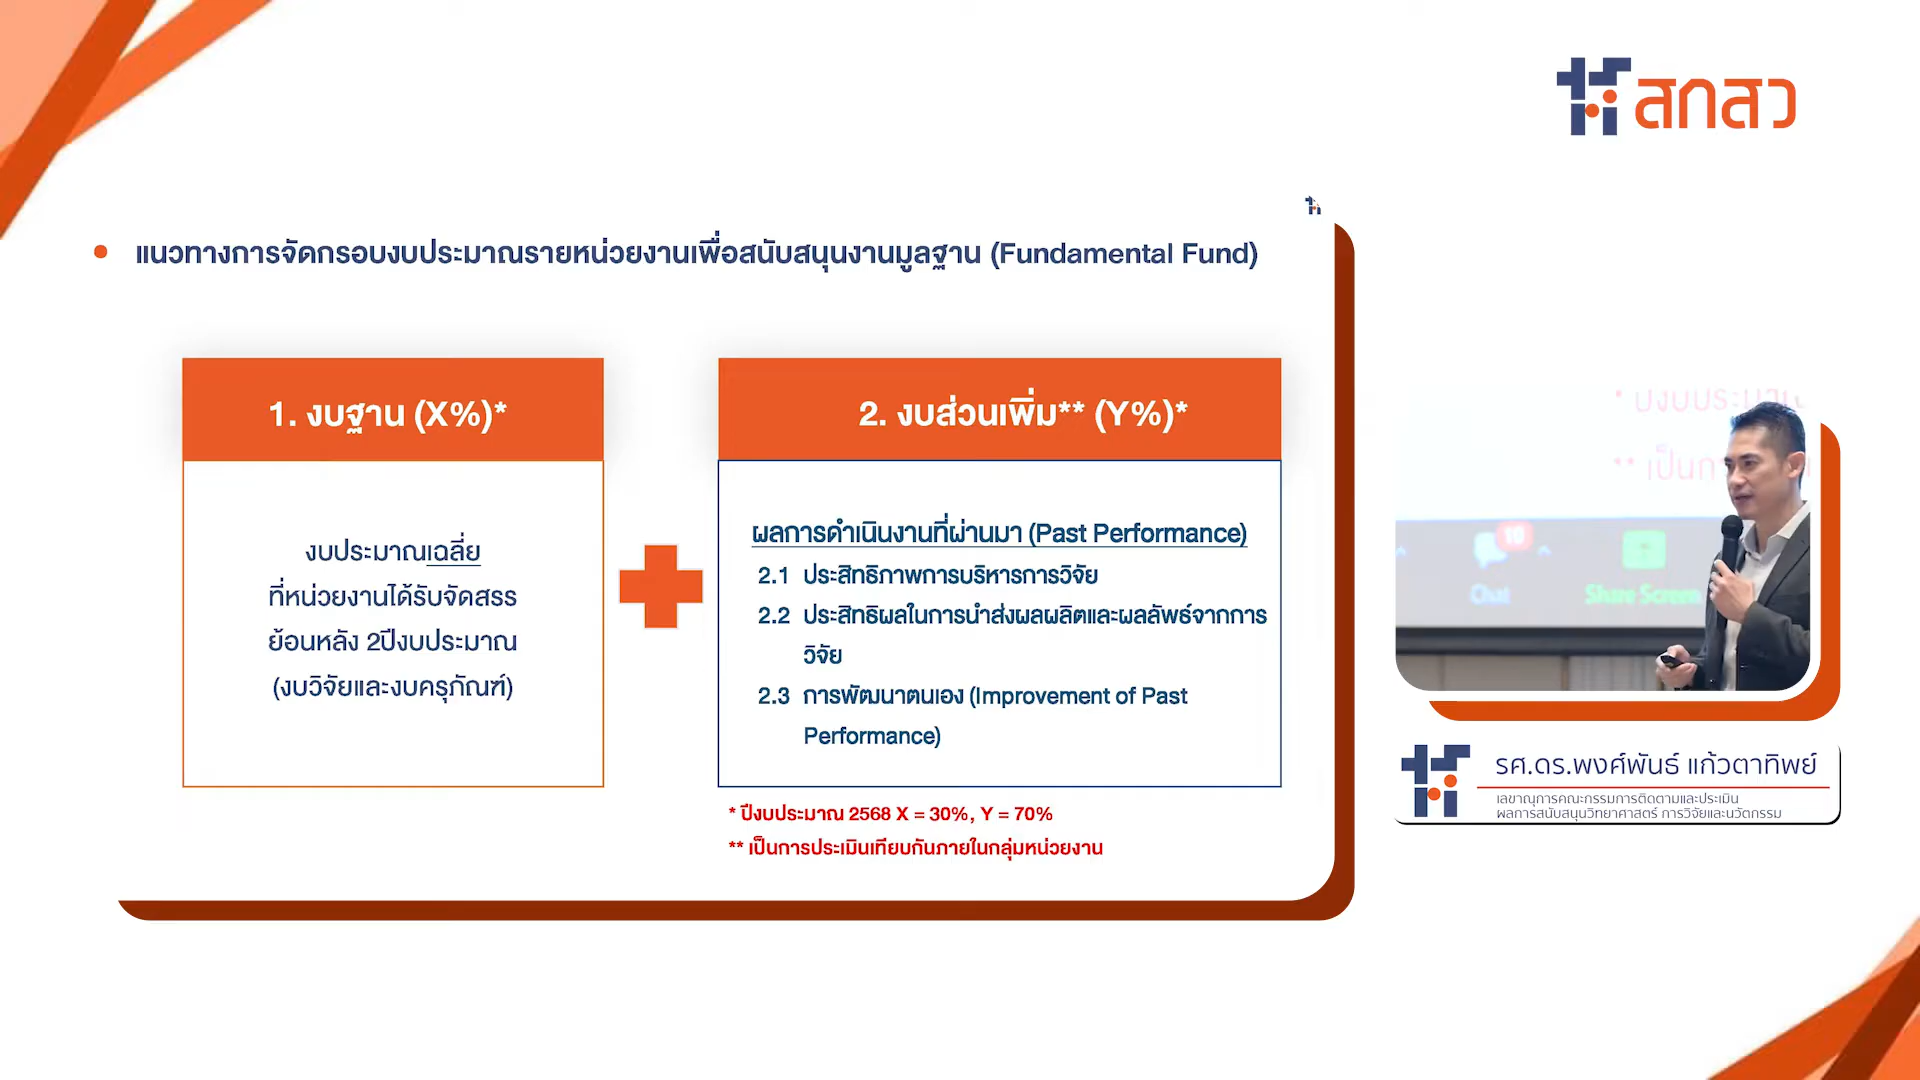 สกสว
แนวทางการจัดกรอบงบประมาณรายหน่วยงานเพื่อสนับสนุนงานมูลฐาน (Fundamental Fund)
1. งบฐาน (X%)*
งบประมาณเฉลี่ย
ที่หน่วยงานได้รับจัดสรร
ย้อนหลัง 2ปีงบประมาณ
(งบวิจัยและงบครุภัณฑ์)
2. งบส่วนเพิ่ม** (Y%)*
ผลการดำเนินงานที่ผ่านมา (Past Performance)
2.1 ประสิทธิภาพการบริหารการวิจัย
2.2 ประสิทธิผลในการนำส่งผลผลิตและผลลัพธ์จากการ
วิจัย
2.3 การพัฒนาตนเอง (Improvement of Past
Performance)
* ปีงบประมาณ 2568 X = 30%, Y = 70%
** เป็นการประเมินเทียบกันภายในกลุ่มหน่วยงาน
10
Chat
Share Screen
รศ.ดร.พงศ์พันธ์ แก้วตาทิพย์
เลขาณุการคณะกรรมการติดตามและประเมิน
ผลการสนับสนุนวิทยาศาสตร์ การวิจัยและนวัตกรรม